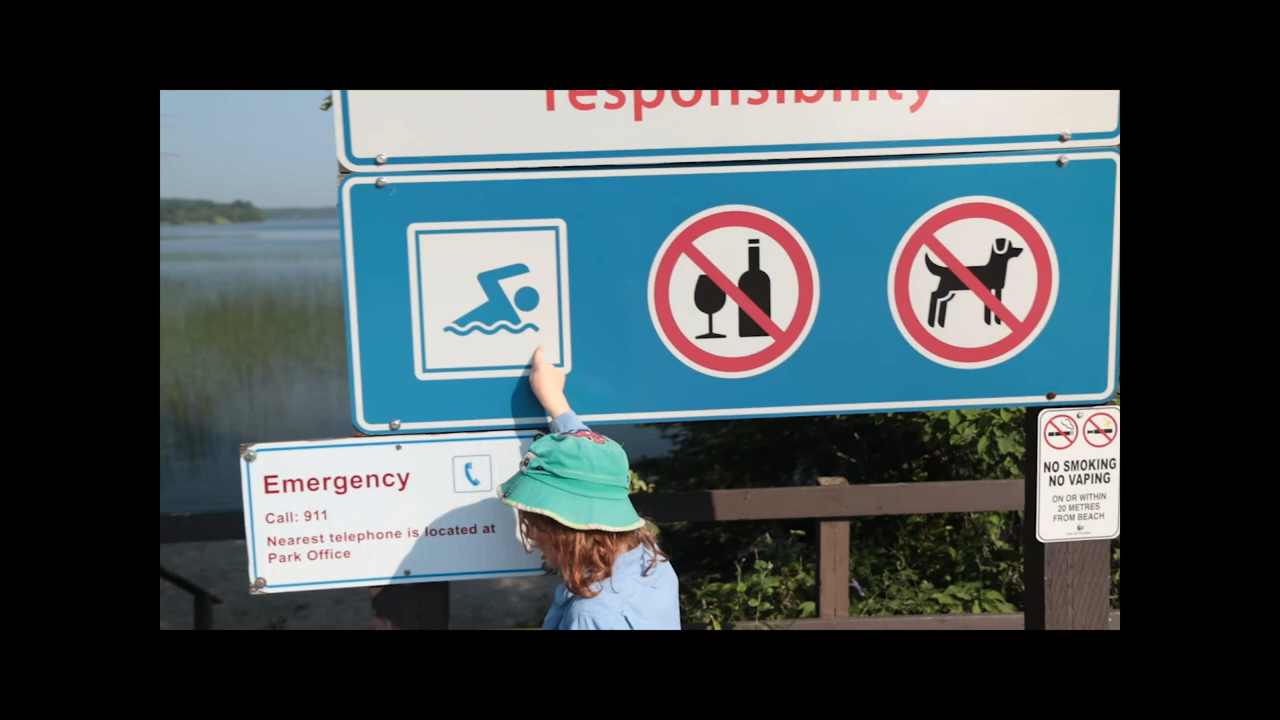 responsibility
Emergency
Call: 911
Nearest telephone is located at
Park Office
NO SMOKING
NO VAPING
ON OR WITHIN
20 METRES
FROM BEACH